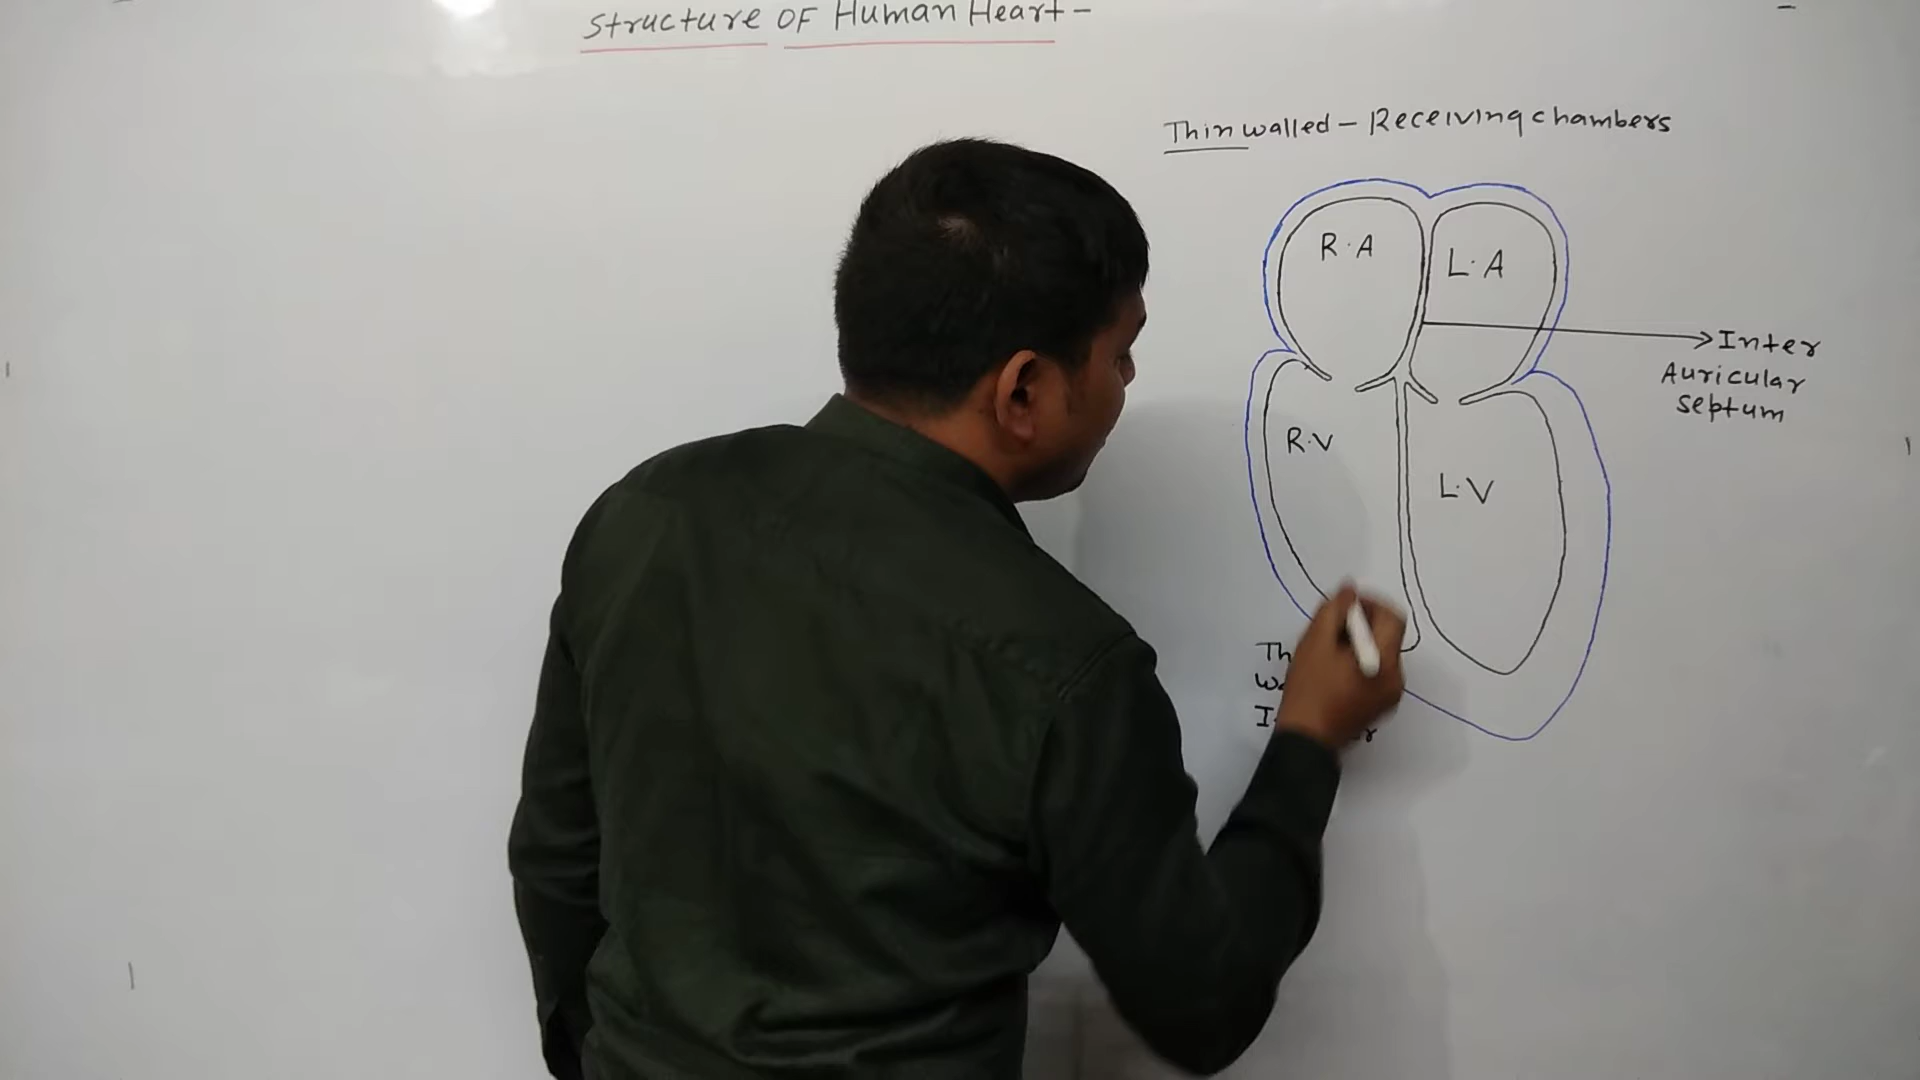 Structure OF Human Heart -
Thin walled - Receiving chambers
R.A
L.A
Inter
Auricular
septum
R.V
L.V